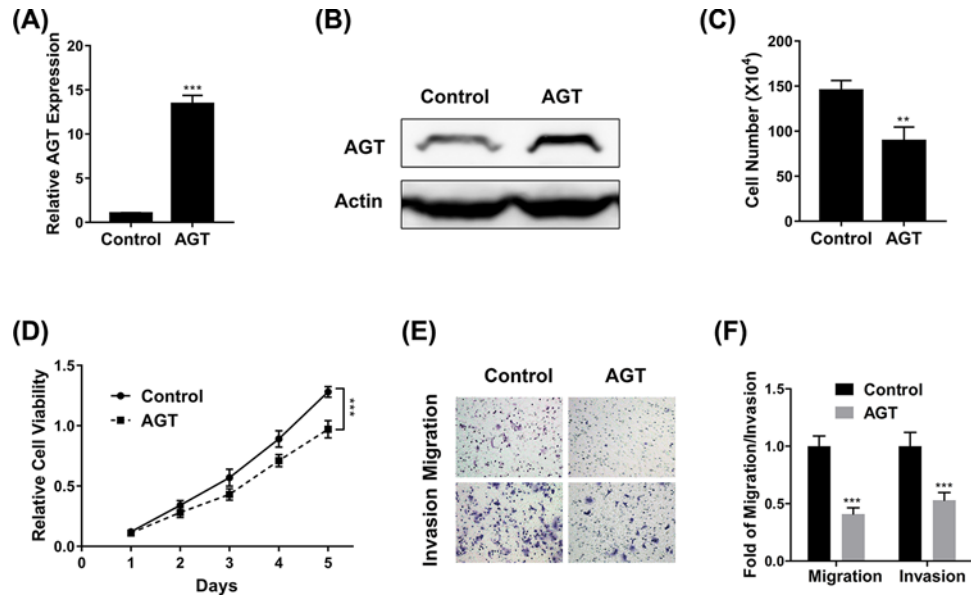 (A)
Relative AGT Expression
20
15
10
5
0
***
Control AGT
(B)
Control AGT
AGT
Actin
(C)
Cell Number (X10⁴)
200
150
100
50
0
**
Control AGT
(D)
Relative Cell Viability
1.5
1.0
0.5
0.0
Control
AGT
***
1 2 3 4 5
Days
(E)
Control AGT
Migration
Invasion
(F)
Fold of Migration/Invasion
1.5
1.0
0.5
0.0
Control
AGT
***
***
Migration Invasion